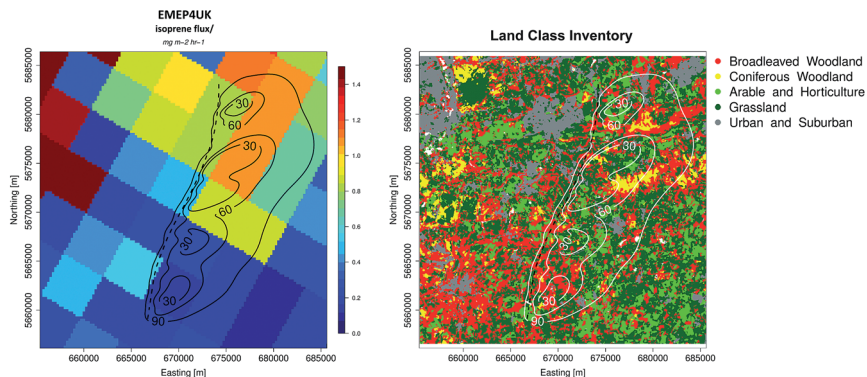 EMEP4UK
isoprene flux/
mg m−2 hr−1
Northing [m]
5685000
5680000
5675000
5670000
5665000
5660000
30
60
30
60
30
30
90
660000 665000 670000 675000 680000 685000
Easting [m]
1.4
1.2
1.0
0.8
0.6
0.4
0.2
0.0
Land Class Inventory
Northing [m]
5685000
5680000
5675000
5670000
5665000
5660000
30
60
30
60
30
30
90
660000 665000 670000 675000 680000 685000
Easting [m]
Broadleaved Woodland
Coniferous Woodland
Arable and Horticulture
Grassland
Urban and Suburban